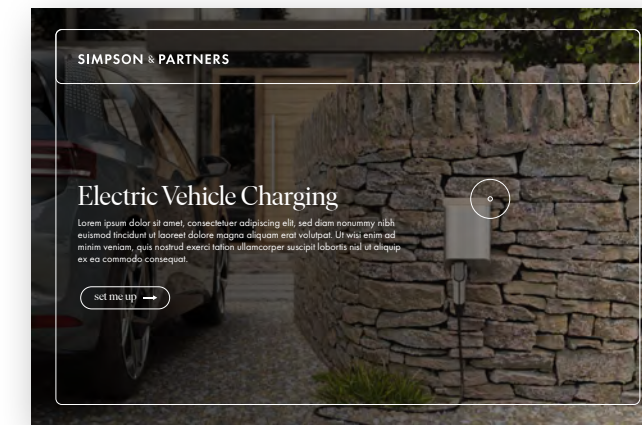 SIMPSON & PARTNERS
Electric Vehicle Charging
Lorem ipsum dolor sit amet, consectetuer adipiscing elit, sed diam nonummy nibh
euismod tincidunt ut laoreet dolore magna aliquam erat volutpat. Ut wisi enim ad
minim veniam, quis nostrud exerci tation ullamcorper suscipit lobortis nisl ut aliquip
ex ea commodo consequat.
set me up